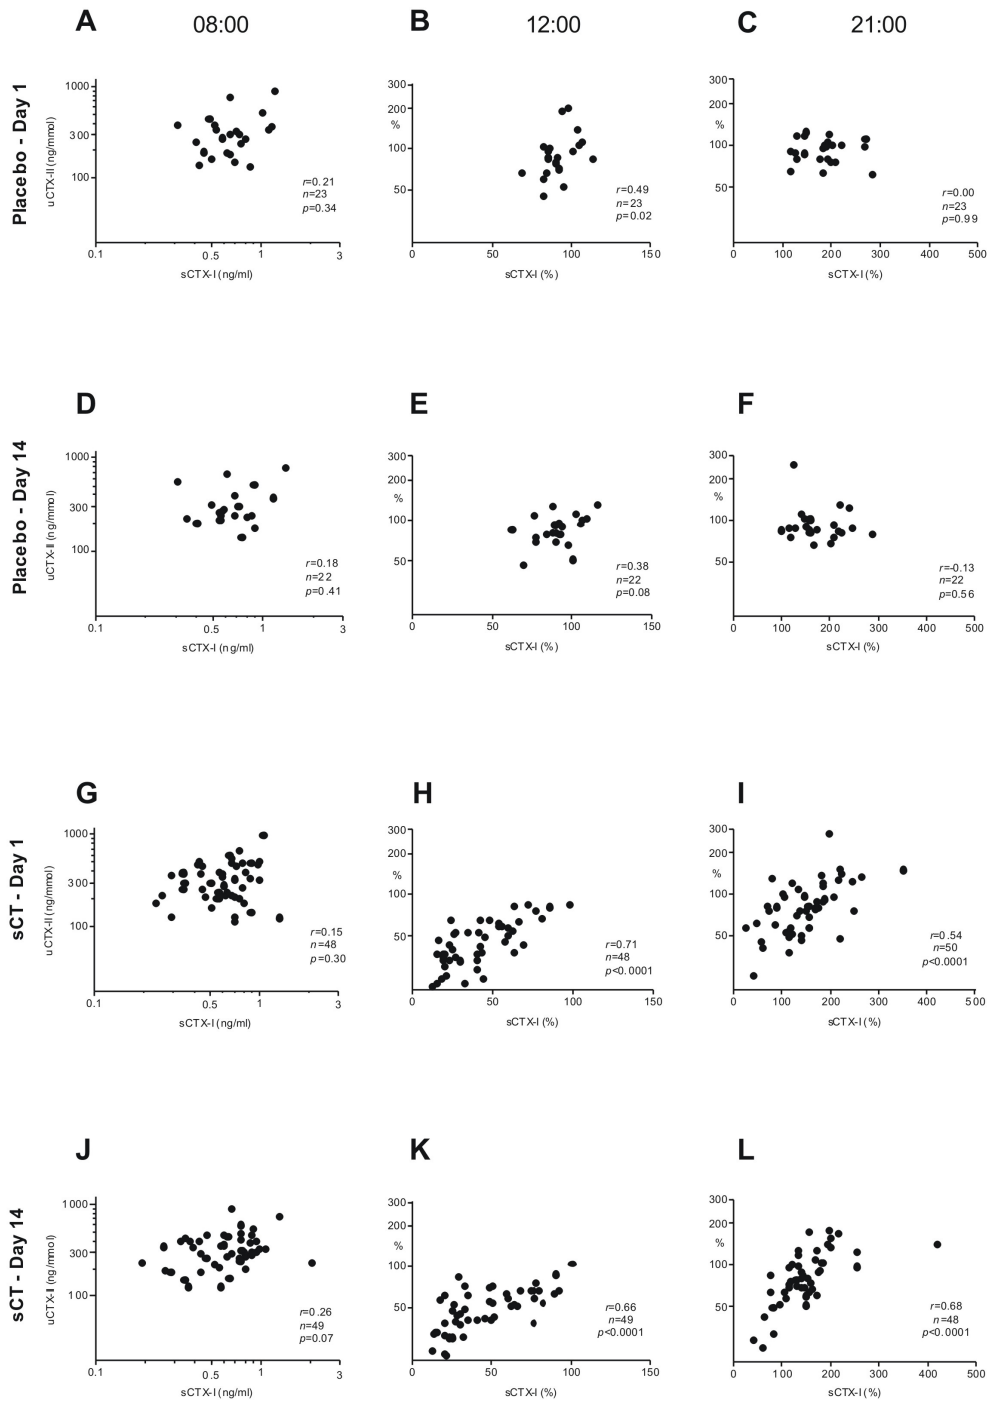 A 08:00 B 12:00 C 21:00
Placebo - Day 1
uCTX-II (ng/mmol)
1000
300
100
r=0.21
n=23
p=0.34
0.1 0.5 1 3
sCTX-I (ng/ml)
300
200
%
100
50
r=0.49
n=23
p=0.02
0 50 100 150
sCTX-I (%)
300
200
%
100
50
r=0.00
n=23
p=0.99
0 100 200 300 400 500
sCTX-I (%)
D E F
Placebo - Day 14
uCTX-II (ng/mmol)
1000
300
100
r=0.18
n=22
p=0.41
0.1 0.5 1 3
sCTX-I (ng/ml)
300
200
%
100
50
r=0.38
n=22
p=0.08
0 50 100 150
sCTX-I (%)
300
200
%
100
50
r=-0.13
n=22
p=0.56
0 100 200 300 400 500
sCTX-I (%)
G H I
sCT - Day 1
uCTX-II (ng/mmol)
1000
300
100
r=0.15
n=48
p=0.30
0.1 0.5 1 3
sCTX-I (ng/ml)
300
200
%
100
50
r=0.71
n=48
p<0.0001
0 50 100 150
sCTX-I (%)
300
200
%
100
50
r=0.54
n=50
p<0.0001
0 100 200 300 400 500
sCTX-I (%)
J K L
sCT - Day 14
uCTX-II (ng/mmol)
1000
300
100
r=0.26
n=49
p=0.07
0.1 0.5 1 3
sCTX-I (ng/ml)
300
200
%
100
50
r=0.66
n=49
p<0.0001
0 50 100 150
sCTX-I (%)
300
200
%
100
50
r=0.68
n=48
p<0.0001
0 100 200 300 400 500
sCTX-I (%)